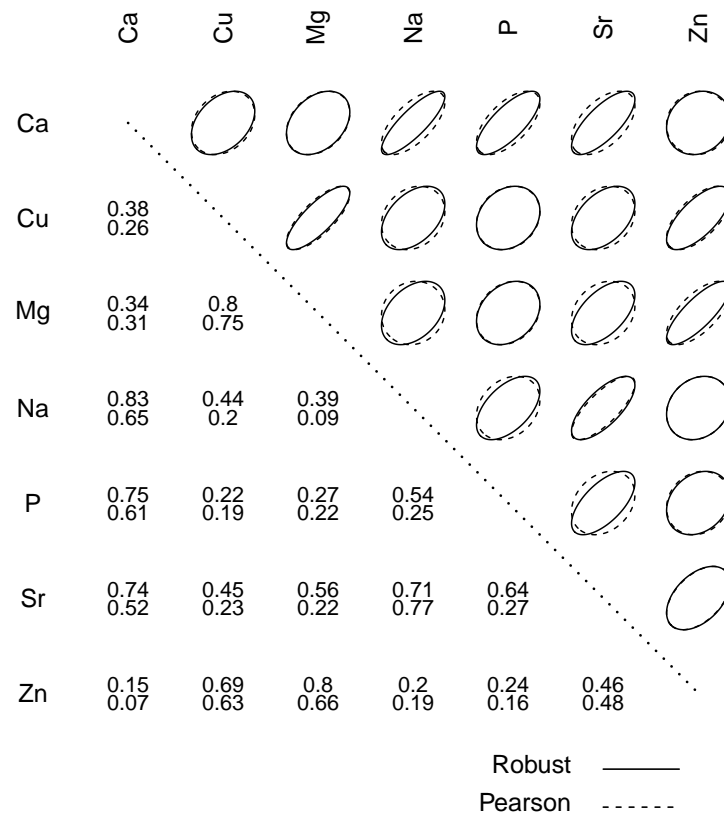 Ca Cu Mg Na P Sr Zn
Ca
Cu
0.38
0.26
Mg
0.34 0.8
0.31 0.75
Na
0.83 0.44 0.39
0.65 0.2 0.09
P
0.75 0.22 0.27 0.54
0.61 0.19 0.22 0.25
Sr
0.74 0.45 0.56 0.71 0.64
0.52 0.23 0.22 0.77 0.27
Zn
0.15 0.69 0.8 0.2 0.24 0.46
0.07 0.63 0.66 0.19 0.16 0.48
Robust
Pearson